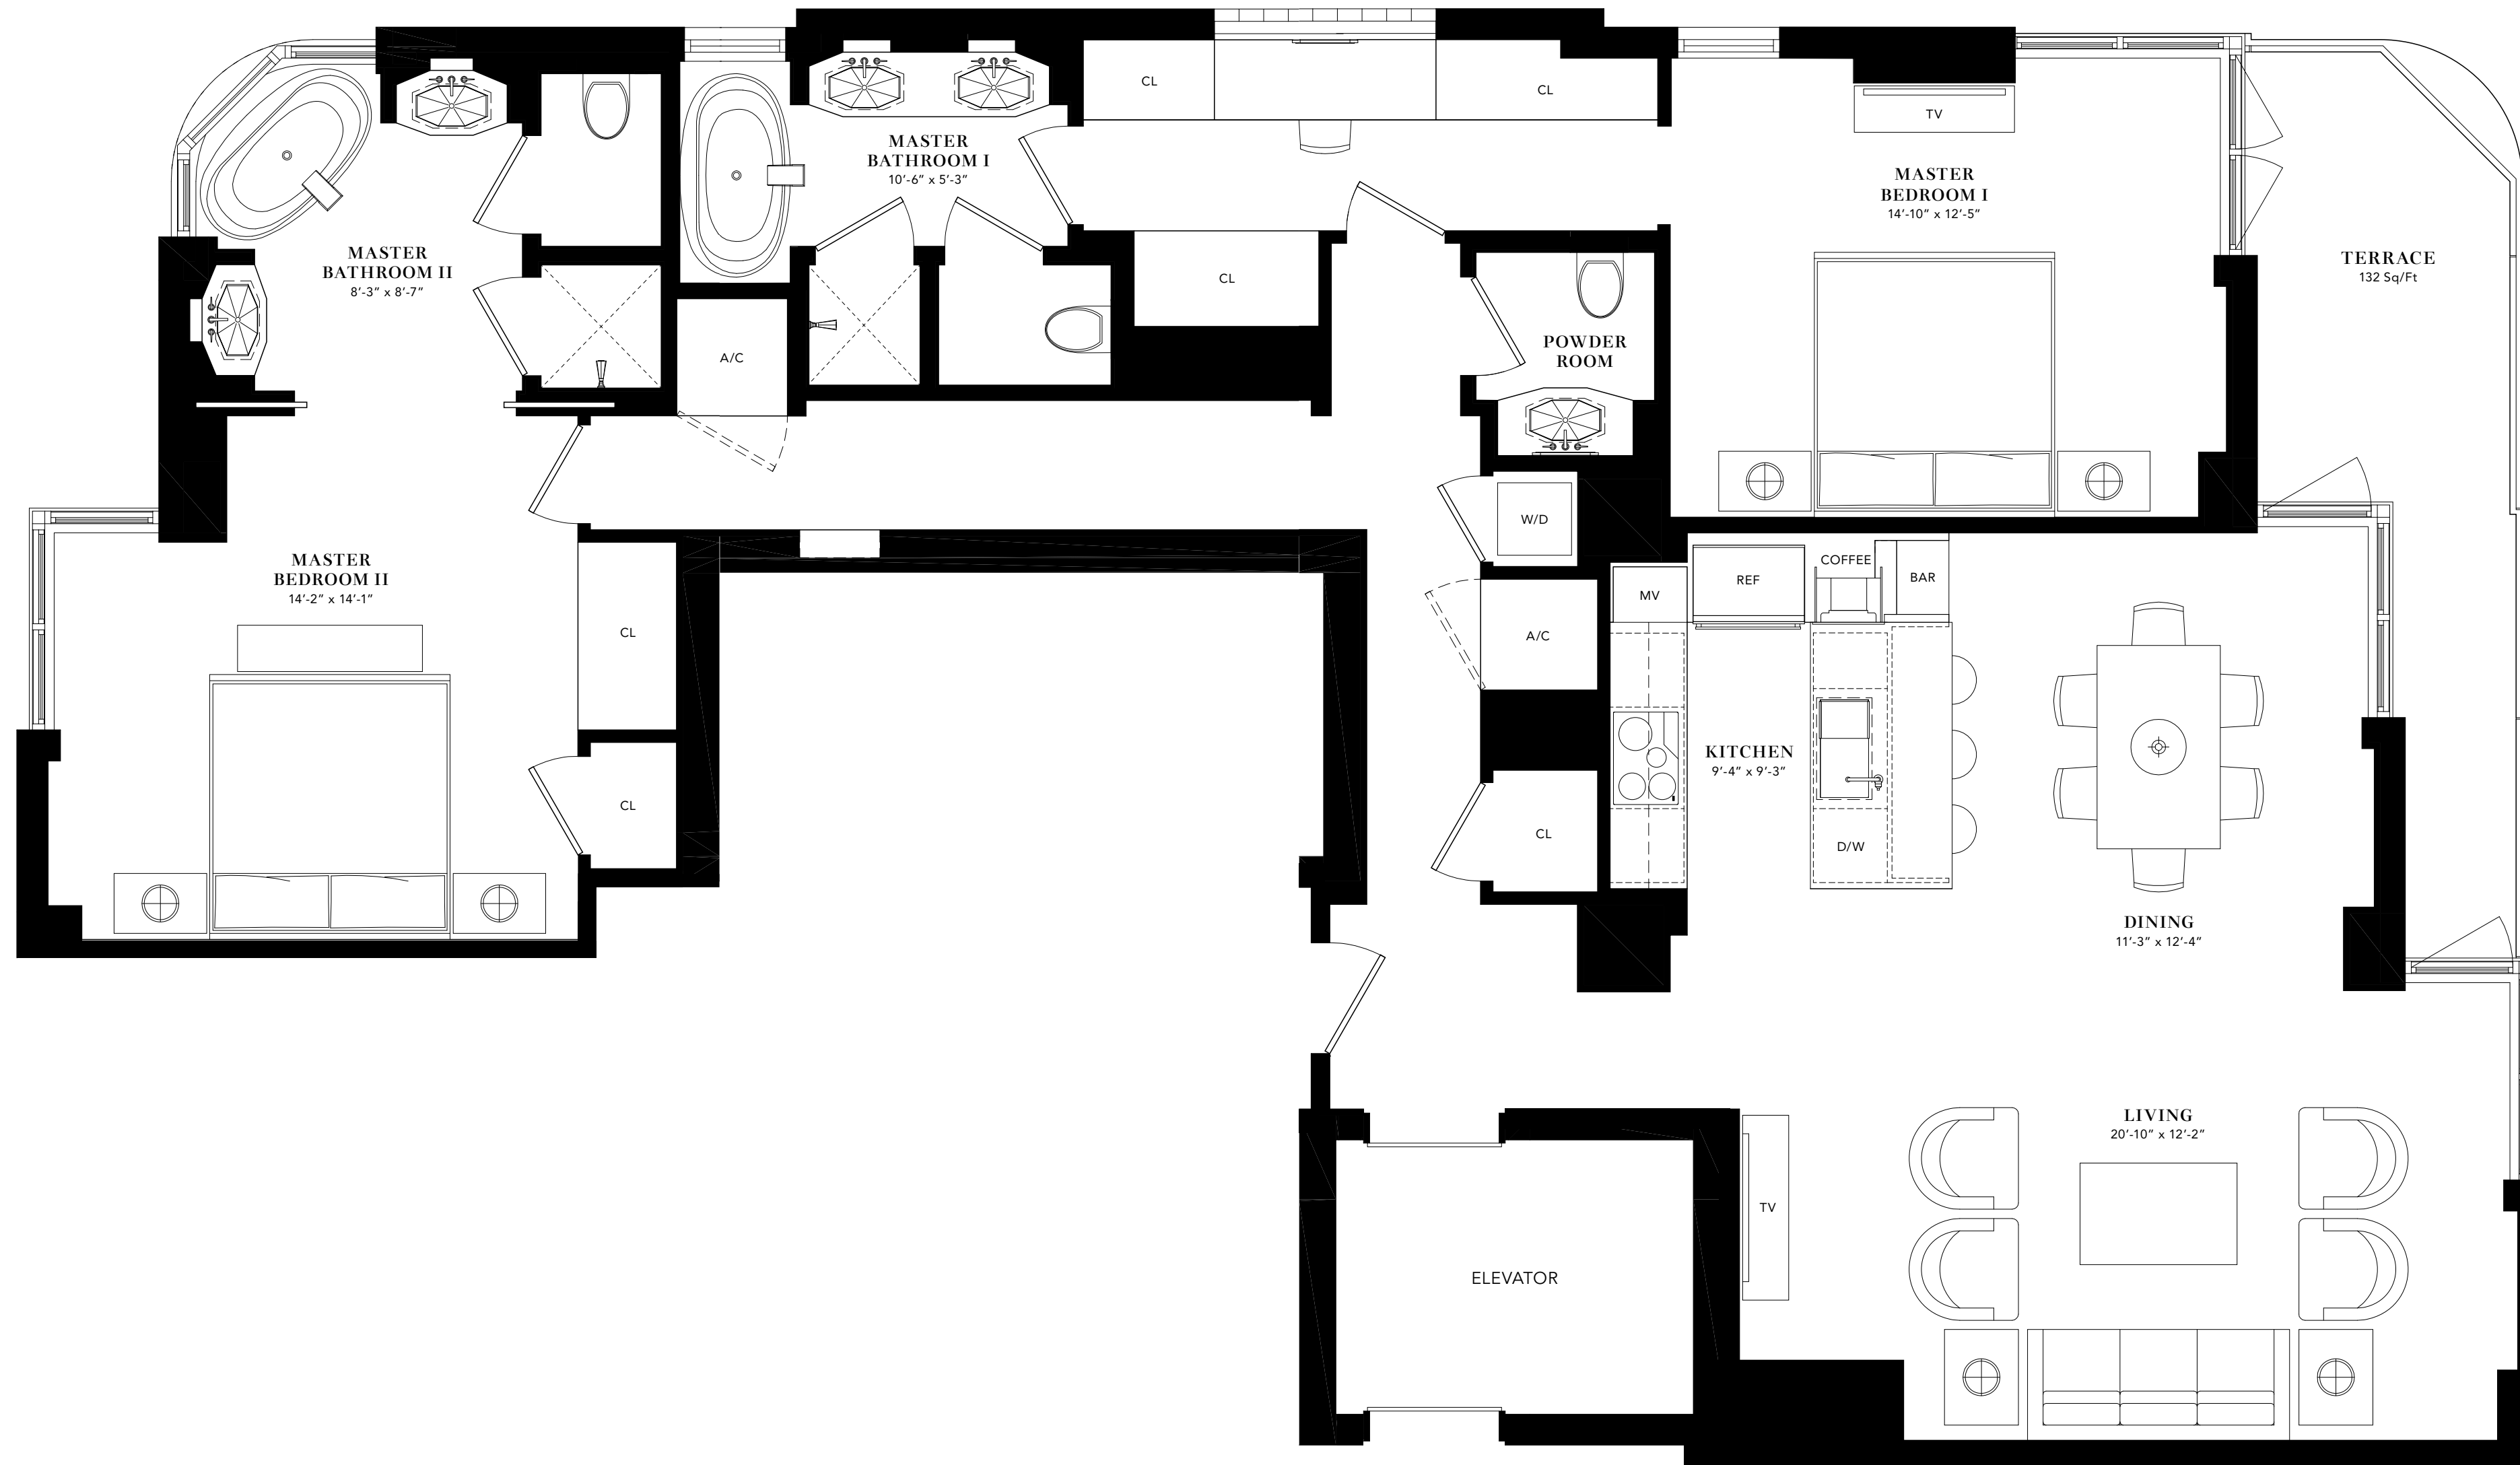 CL
CL
TV
MASTER
BATHROOM I
10'-6" x 5'-3"
MASTER
BEDROOM I
14'-10" x 12'-5"
MASTER
BATHROOM II
8'-3" x 8'-7"
TERRACE
132 Sq/Ft
CL
A/C
POWDER
ROOM
W/D
MASTER
BEDROOM II
14'-2" x 14'-1"
COFFEE
REF
BAR
MV
CL
A/C
KITCHEN
9'-4" x 9'-3"
CL
CL
D/W
DINING
11'-3" x 12'-4"
LIVING
20'-10" x 12'-2"
TV
ELEVATOR